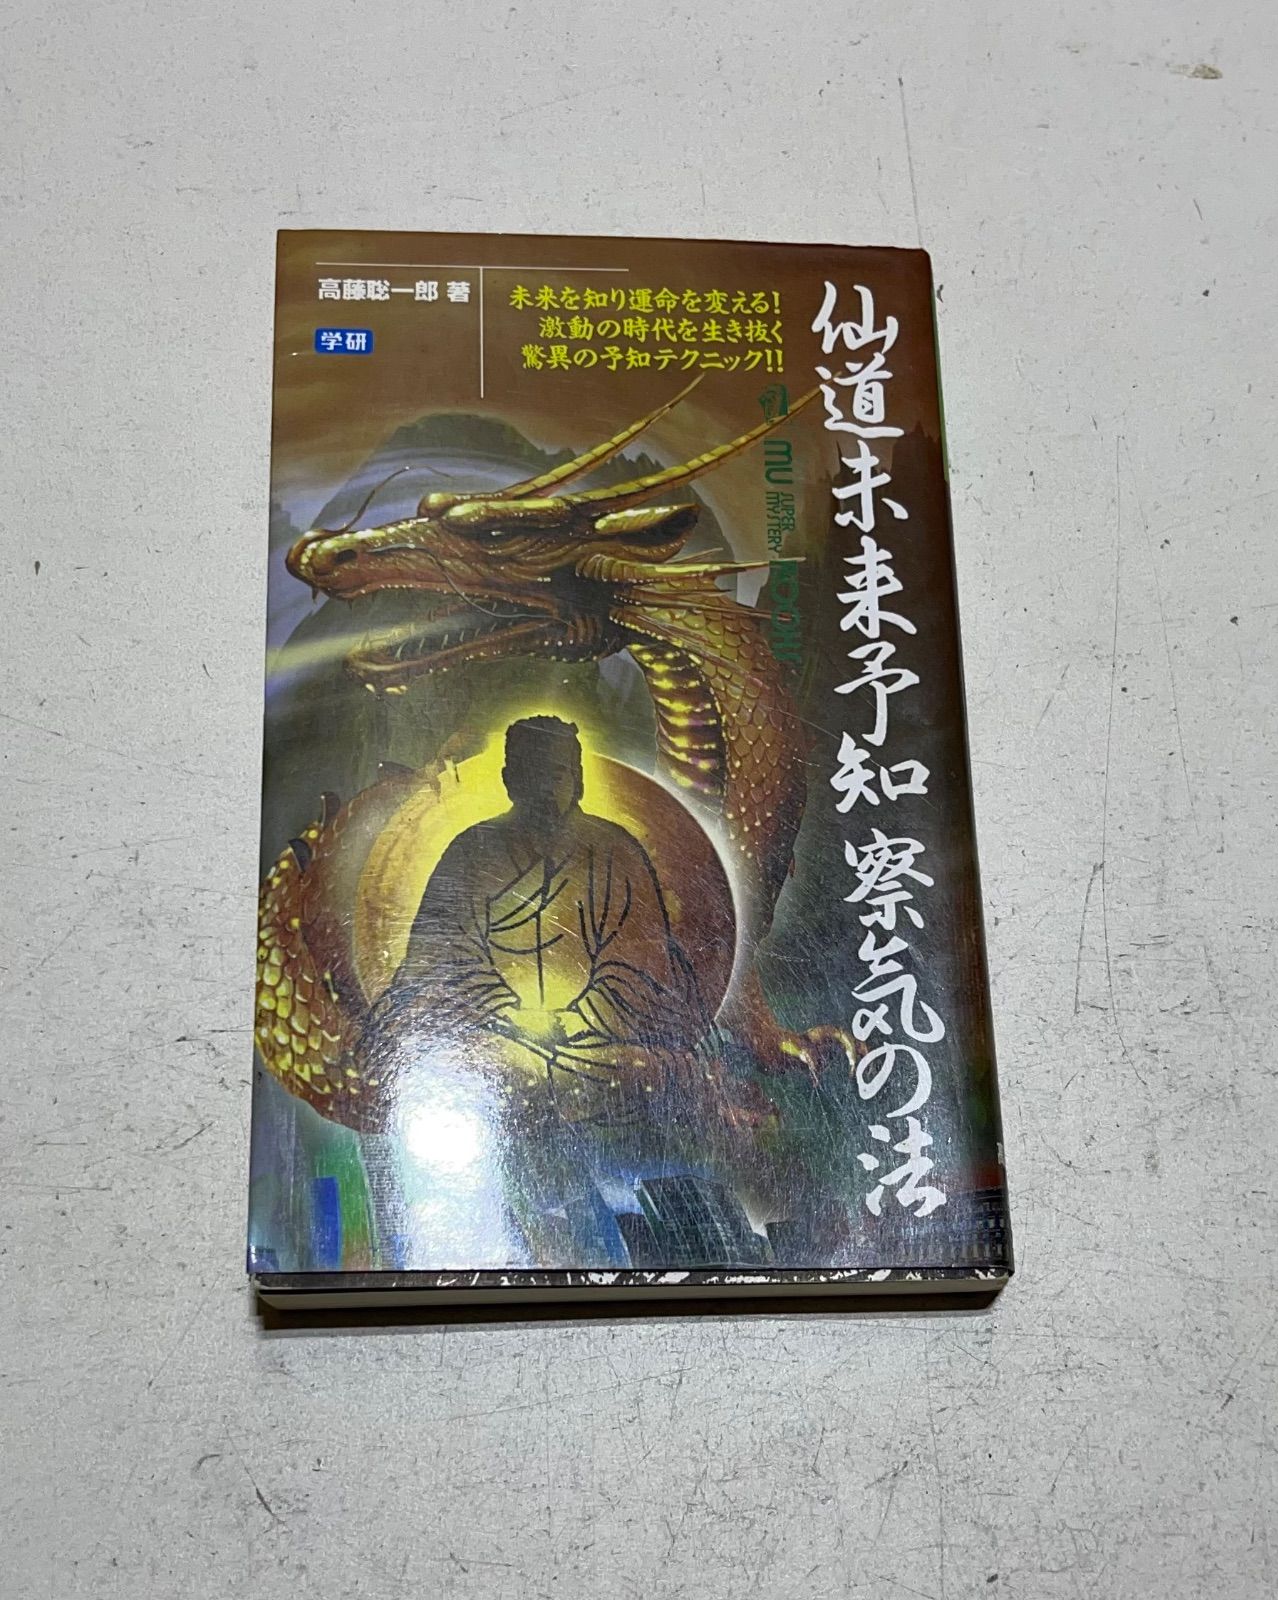 仙道未来予知 察気の法
未来を知り運命を変える!
激動の時代を生き抜く
驚異の予知テクニック!!
高藤聡一郎 著
学研
MU SUPER MYSTERY BOOKS